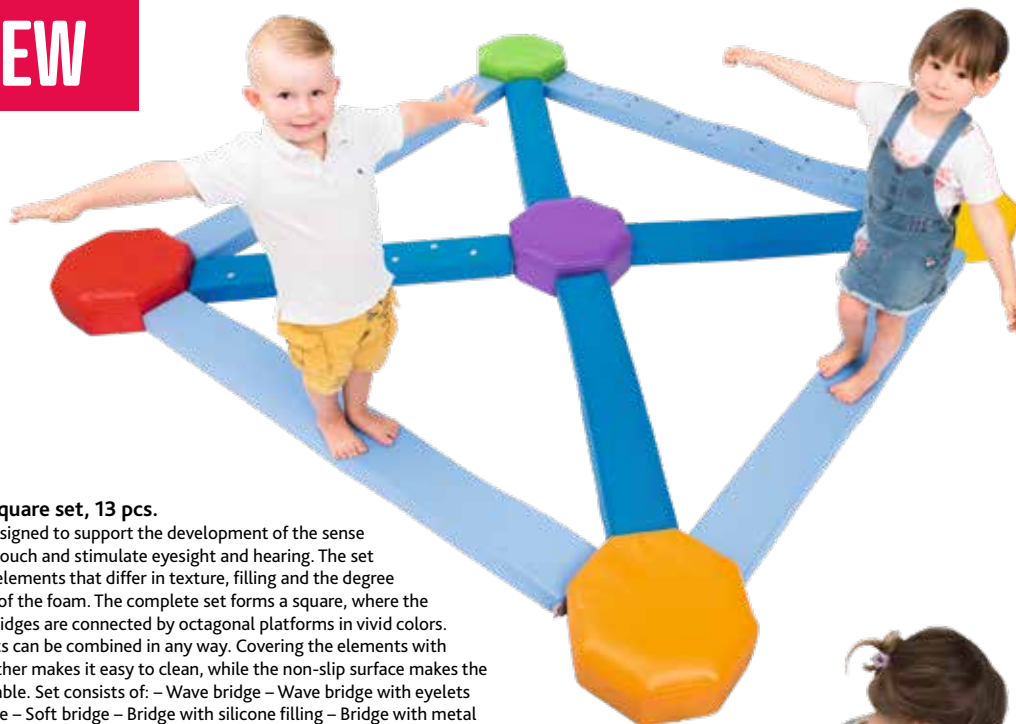 EW
quare set, 13 pcs.
signed to support the development of the sense
ouch and stimulate eyesight and hearing. The set
elements that differ in texture, filling and the degree
of the foam. The complete set forms a square, where the
idges are connected by octagonal platforms in vivid colors.
ts can be combined in any way. Covering the elements with
ther makes it easy to clean, while the non-slip surface makes the
able. Set consists of: – Wave bridge – Wave bridge with eyelets
e – Soft bridge – Bridge with silicone filling – Bridge with metal